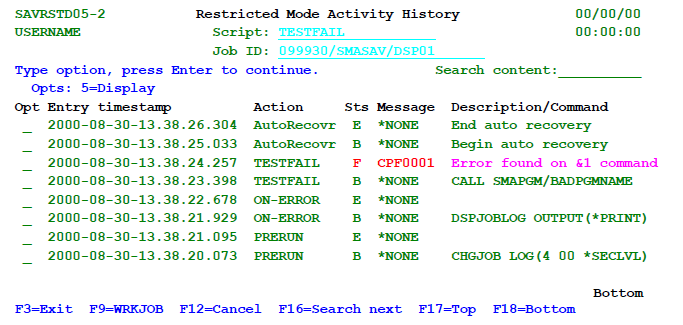 SAVRSTD05-2 Restricted Mode Activity History 00/00/00
USERNAME Script: TESTFAIL 00:00:00
Job ID: 099930/SMASAV/DSP01
Type option, press Enter to continue. Search content:__________
Opts: 5=Display
Opt Entry timestamp Action Sts Message Description/Command
_ 2000-08-30-13.38.26.304 AutoRecovr E *NONE End auto recovery
_ 2000-08-30-13.38.25.033 AutoRecovr B *NONE Begin auto recovery
_ 2000-08-30-13.38.24.257 TESTFAIL F CPF0001 Error found on &1 command
_ 2000-08-30-13.38.23.398 TESTFAIL B *NONE CALL SMAPGM/BADPGMNAME
_ 2000-08-30-13.38.22.678 ON-ERROR E *NONE
_ 2000-08-30-13.38.21.929 ON-ERROR B *NONE DSPJOBLOG OUTPUT(*PRINT)
_ 2000-08-30-13.38.21.095 PRERUN E *NONE
_ 2000-08-30-13.38.20.073 PRERUN B *NONE CHGJOB LOG(4 00 *SECLVL)
Bottom
F3=Exit F9=WRKJOB F12=Cancel F16=Search next F17=Top F18=Bottom